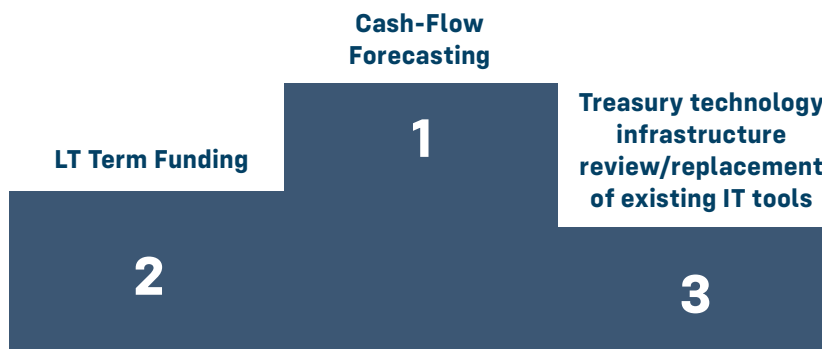 Cash-Flow
Forecasting
1
LT Term Funding
2
Treasury technology
infrastructure
review/replacement
of existing IT tools
3